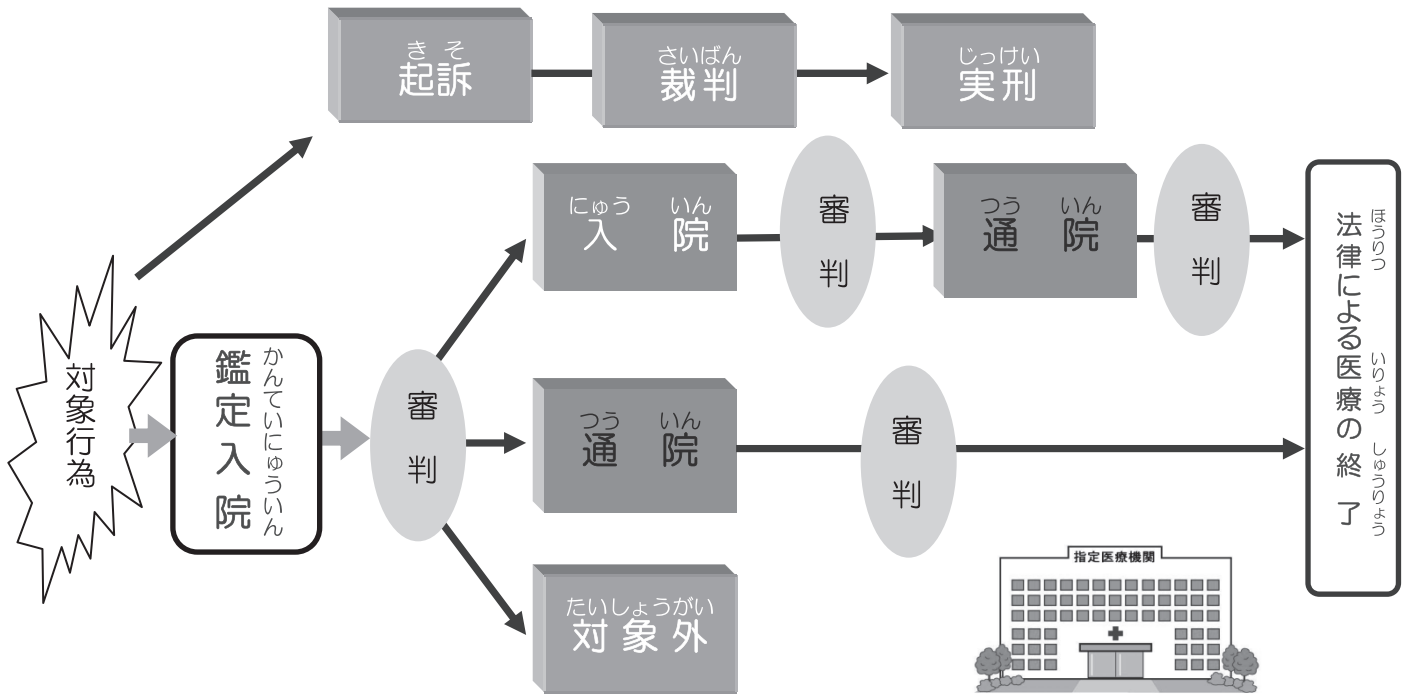 きそ
起訴
さいばん
裁判
じっけい
実刑
対象行為
かんていにゅういん
鑑定入院
審判
にゅう いん
入 院
審判
つう いん
通 院
審判
つう いん
通 院
審判
たいしょうがい
対象外
ほうりつ いりょう しゅうりょう
法律による医療の終了
指定医療機関